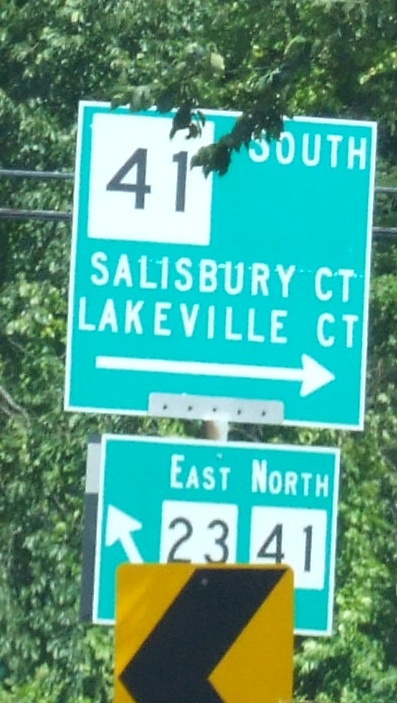 41 SOUTH
SALISBURY CT
LAKEVILLE CT
EAST NORTH
23 41